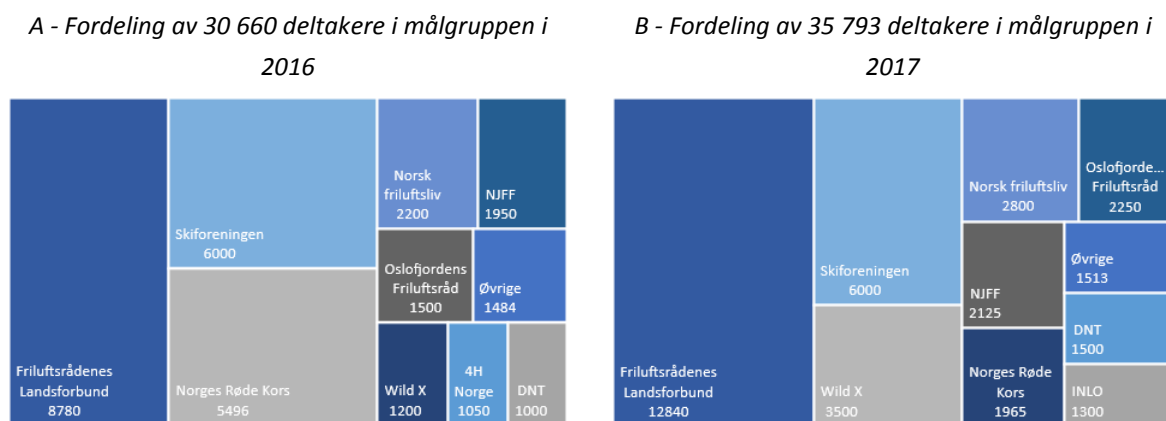 A - Fordeling av 30 660 deltakere i målgruppen i
2016
Friluftsrådenes
Landsforbund
8780
Skiforeningen
6000
Norges Røde Kors
5496
Norsk
friluftsliv
2200
NJFF
1950
Oslofjordens
Friluftsråd
1500
Øvrige
1484
Wild X
1200
4H
Norge
1050
DNT
1000
B - Fordeling av 35 793 deltakere i målgruppen i
2017
Friluftsrådenes
Landsforbund
12840
Skiforeningen
6000
Wild X
3500
Norsk friluftsliv
2800
Oslofjorde...
Friluftsråd
2250
NJFF
2125
Norges Røde
Kors
1965
Øvrige
1513
DNT
1500
INLO
1300